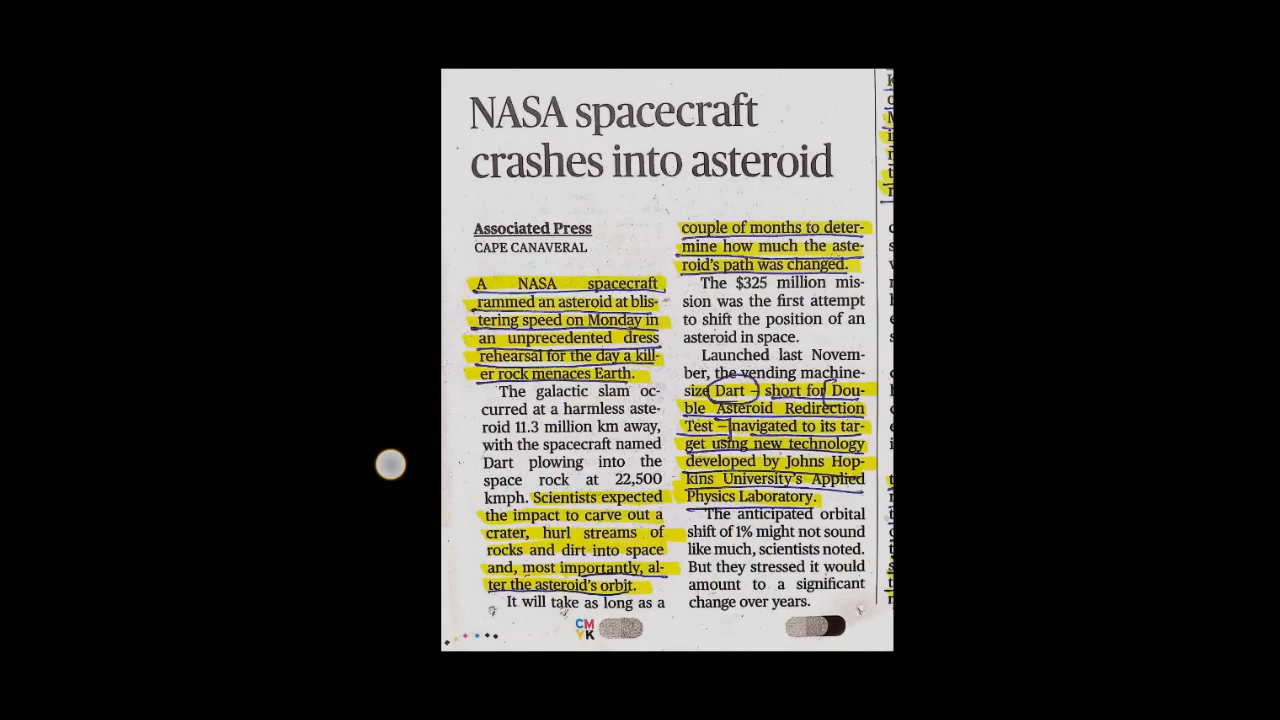 NASA spacecraft
crashes into asteroid
Associated Press
CAPE CANAVERAL
A NASA spacecraft
rammed an asteroid at blis-
tering speed on Monday in
an unprecedented dress
rehearsal for the day a kill-
er rock menaces Earth.
The galactic slam oc-
curred at a harmless aste-
roid 11.3 million km away,
with the spacecraft named
Dart plowing into the
space rock at 22,500
kmph. Scientists expected
the impact to carve out a
crater, hurl streams of
rocks and dirt into space
and, most importantly, al-
ter the asteroid's orbit.
It will take as long as a
couple of months to deter-
mine how much the aste-
roid's path was changed.
The $325 million mis-
sion was the first attempt
to shift the position of an
asteroid in space.
Launched last Novem-
ber, the vending machine-
size Dart – short for Dou-
ble Asteroid Redirection
Test – navigated to its tar-
get using new technology
developed by Johns Hop-
kins University's Applied
Physics Laboratory.
The anticipated orbital
shift of 1% might not sound
like much, scientists noted.
But they stressed it would
amount to a significant
change over years.
CM
YK